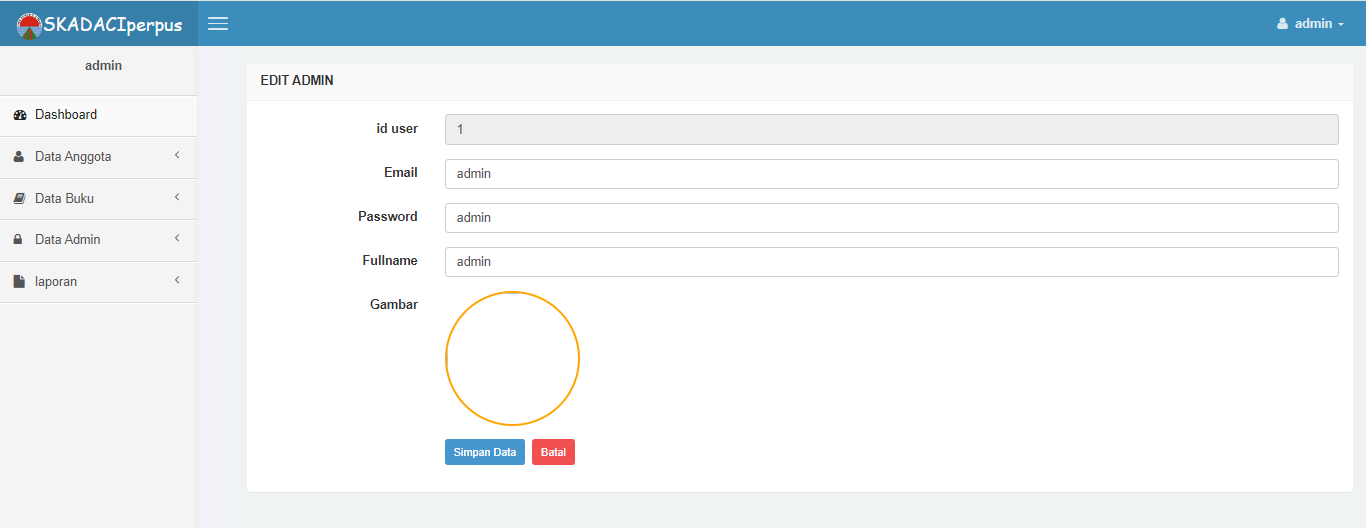 SKADACIperpus
admin
admin
Dashboard
Data Anggota
Data Buku
Data Admin
laporan
EDIT ADMIN
id user 1
Email admin
Password admin
Fullname admin
Gambar
Simpan Data Batal